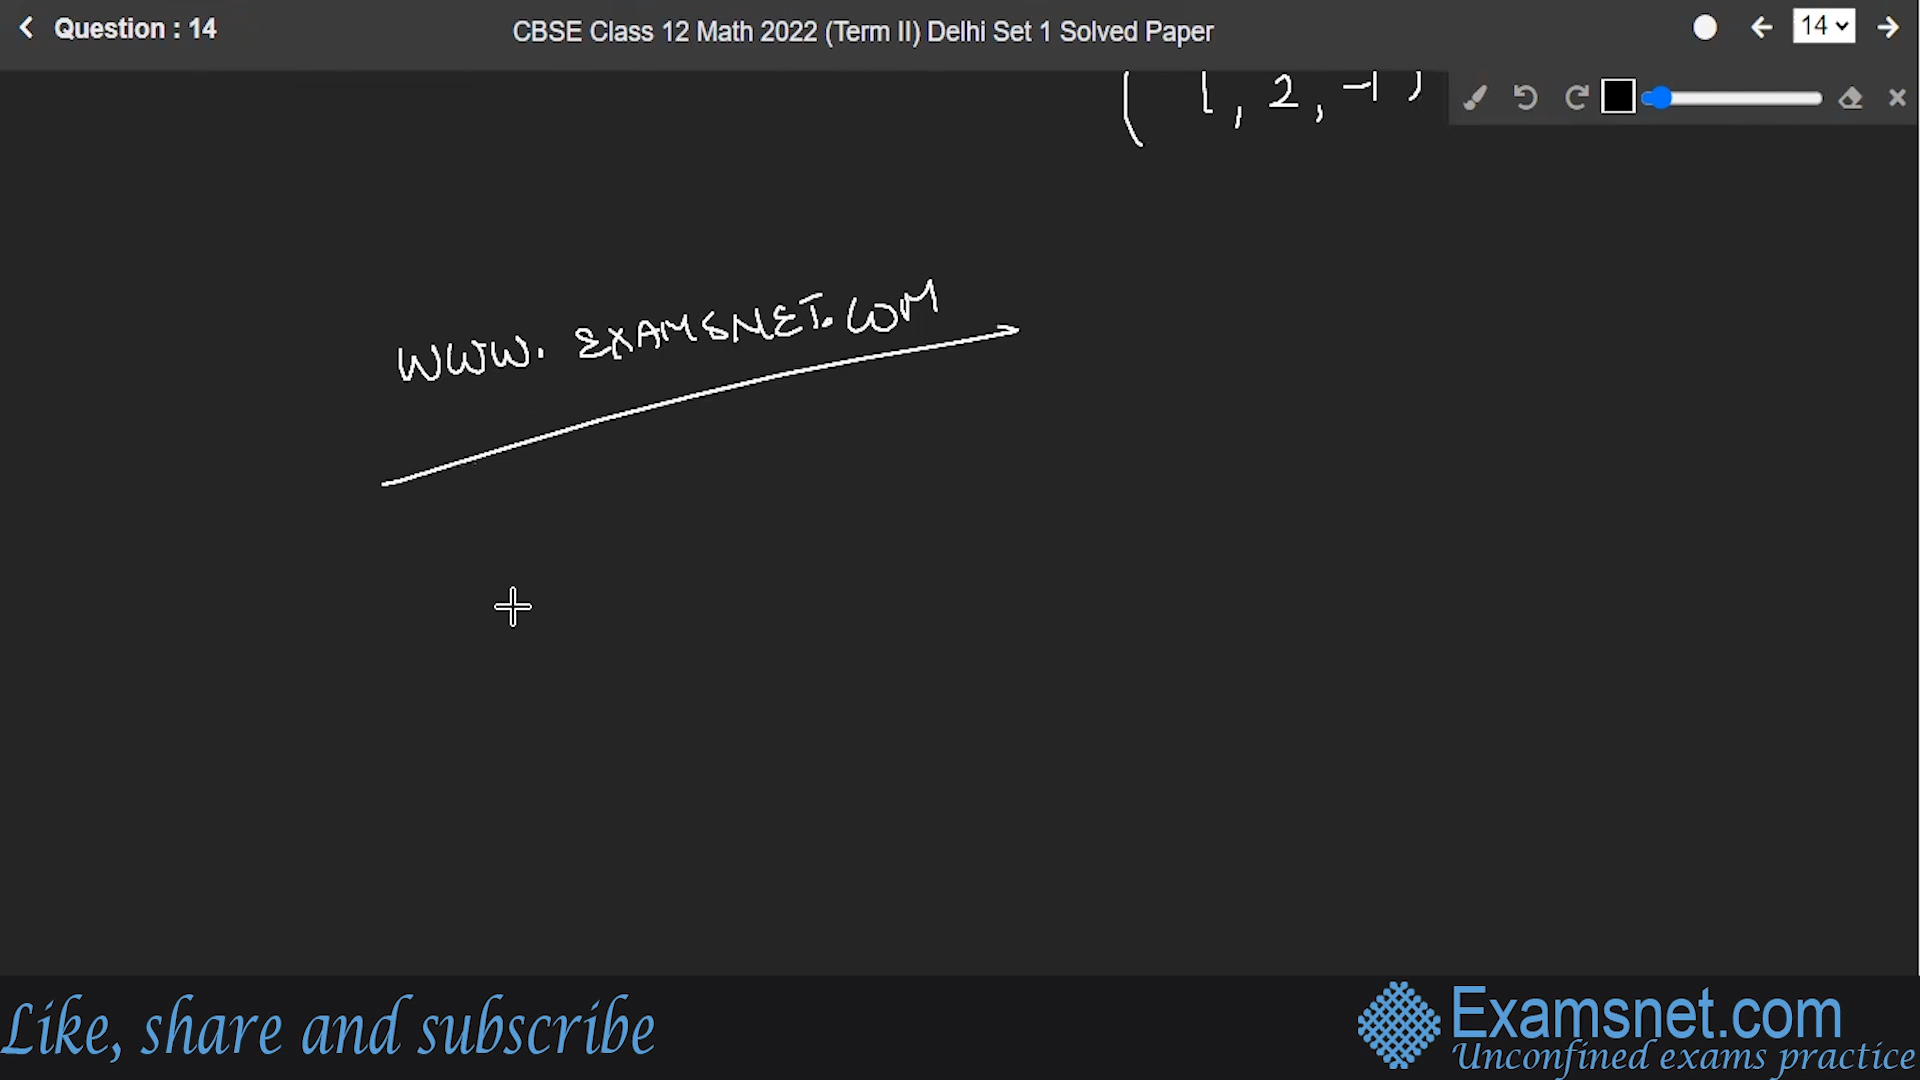 Question : 14
CBSE Class 12 Math 2022 (Term II) Delhi Set 1 Solved Paper
14
( 1, 2, -1 )
WWW. EXAMSNET.COM
Like, share and subscribe
Examsnet.com
Unconfined exams practice